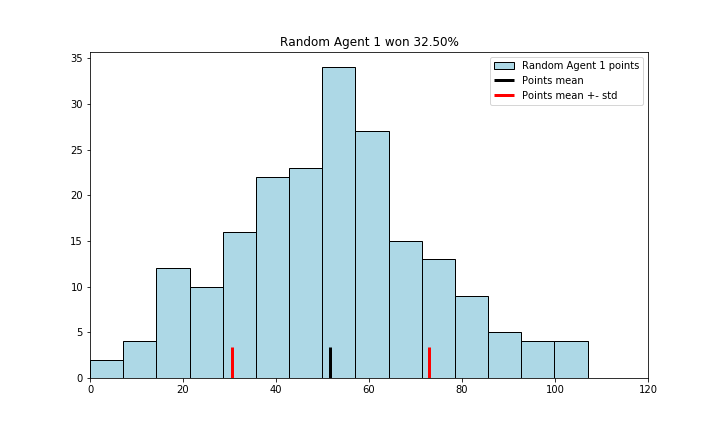 Random Agent 1 won 32.50%
Random Agent 1 points
Points mean
Points mean +- std
35
30
25
20
15
10
5
0
0 20 40 60 80 100 120